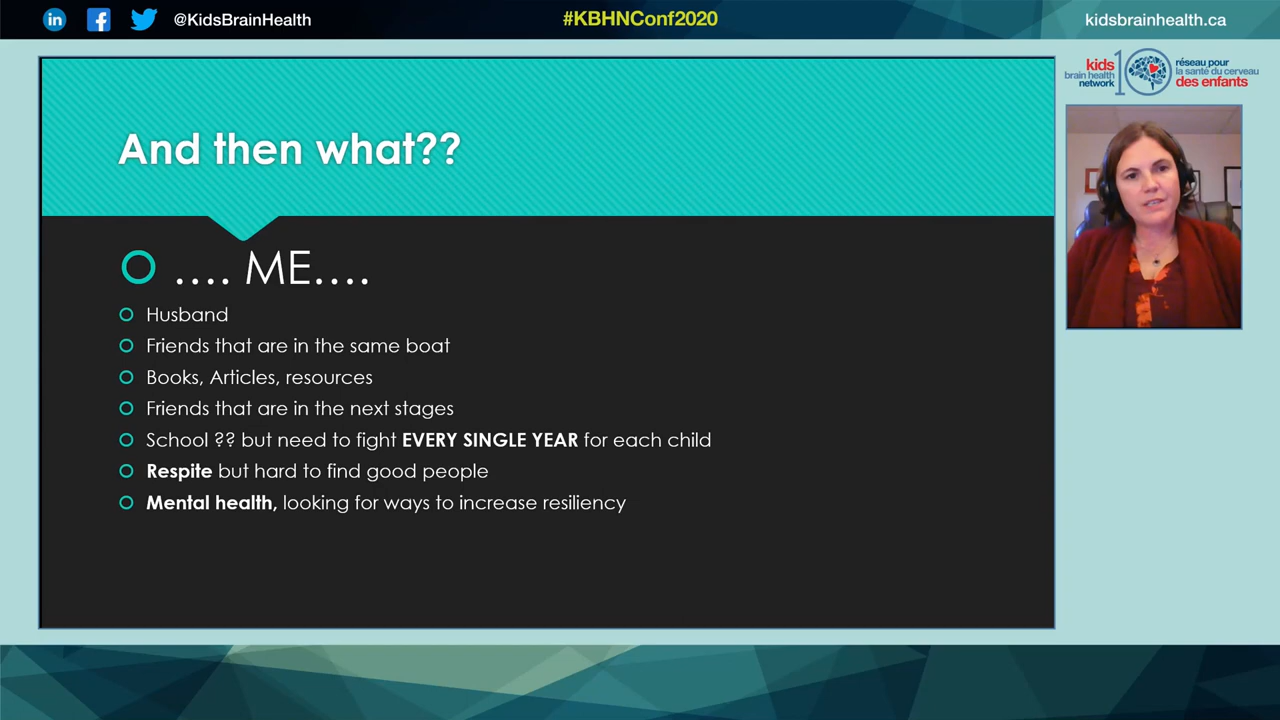 @KidsBrainHealth
#KBHNConf2020
kidsbrainhealth.ca
kids
brain health
network
10
réseau pour
la santé du cerveau
des enfants
And then what??
.... ME....
Husband
Friends that are in the same boat
Books, Articles, resources
Friends that are in the next stages
School ?? but need to fight EVERY SINGLE YEAR for each child
Respite but hard to find good people
Mental health, looking for ways to increase resiliency